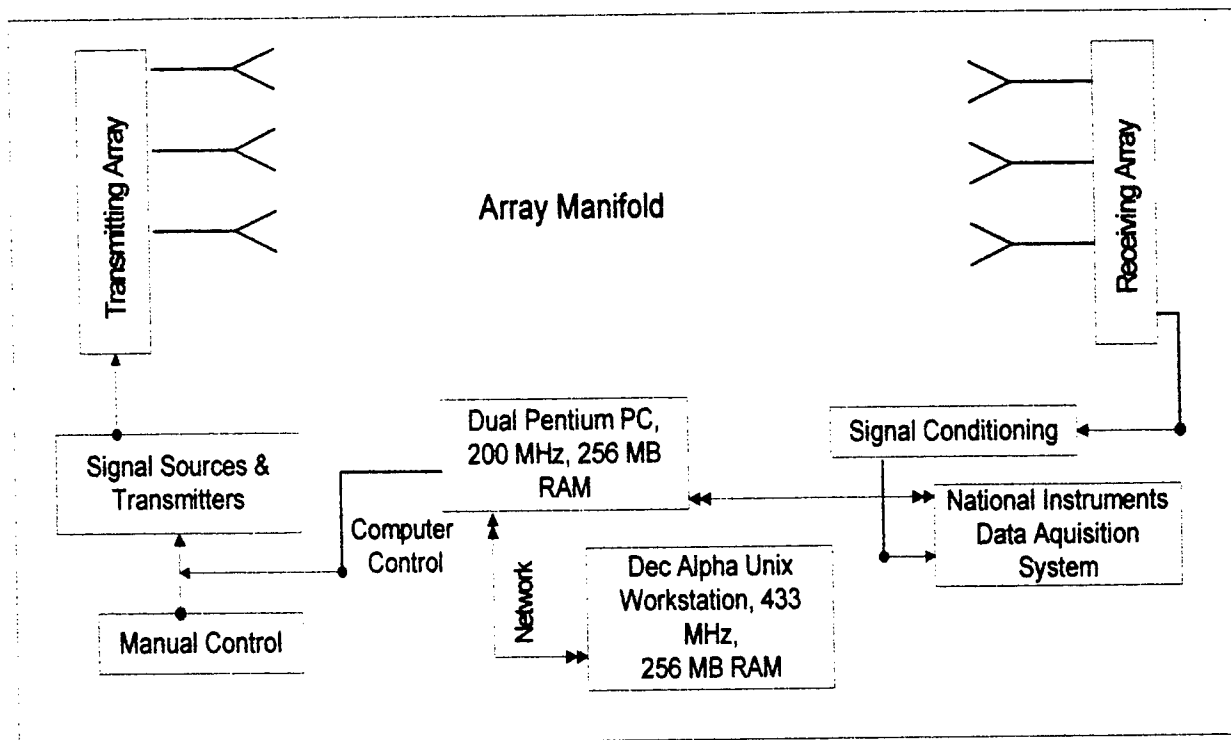 Transmitting Array
Array Manifold
Receiving Array
Dual Pentium PC,
200 MHz, 256 MB
RAM
Signal Conditioning
Signal Sources &
Transmitters
Computer
Control
National Instruments
Data Aquisition
System
Network
Dec Alpha Unix
Workstation, 433
MHz,
256 MB RAM
Manual Control